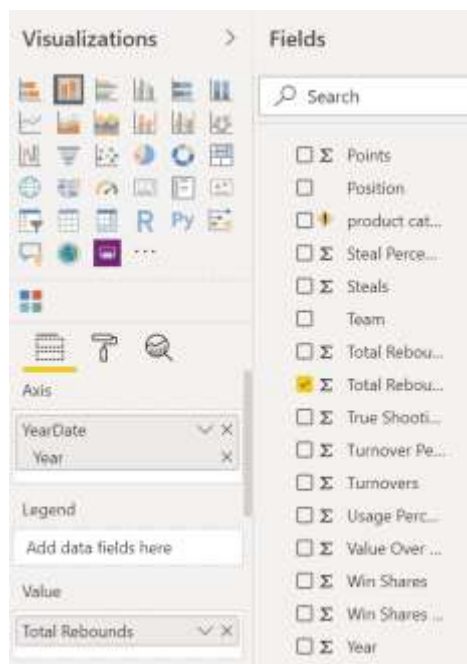 Visualizations
>
Fields
Search
R
Py
...
Σ Points
Position
product cat...
Σ Steal Perce...
Σ Steals
Team
Σ Total Rebou...
Σ Total Rebou...
Σ True Shooti...
Σ Turnover Pe...
Σ Turnovers
Σ Usage Perc...
Σ Value Over ...
Σ Win Shares
Σ Win Shares ...
Σ Year
Axis
YearDate
Year
Legend
Add data fields here
Value
Total Rebounds